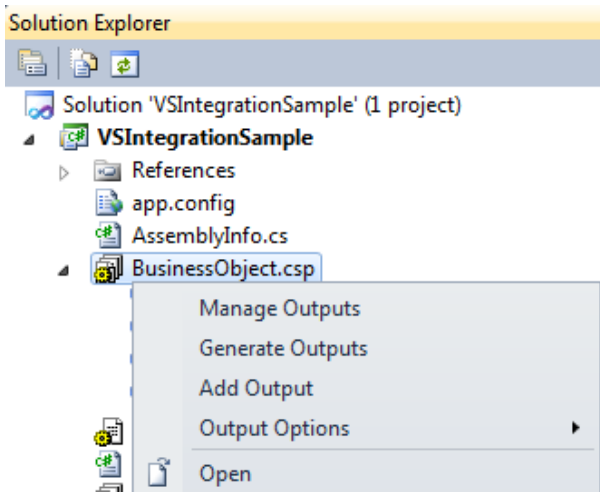 Solution Explorer
Solution 'VSIntegrationSample' (1 project)
VSIntegrationSample
References
app.config
AssemblyInfo.cs
BusinessObject.csp
Manage Outputs
Generate Outputs
Add Output
Output Options
Open